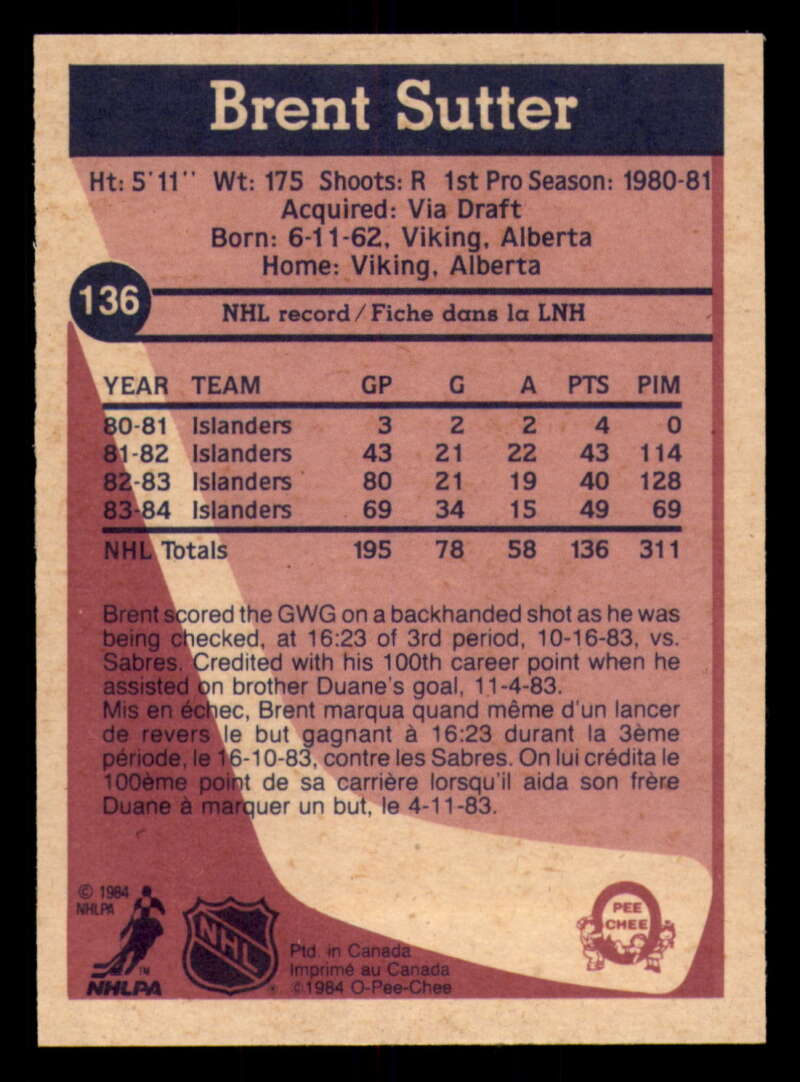 Brent Sutter
Ht: 5'11" Wt: 175 Shoots: R 1st Pro Season: 1980-81
Acquired: Via Draft
Born: 6-11-62, Viking, Alberta
Home: Viking, Alberta
136
NHL record/Fiche dans la LNH
YEAR TEAM GP G A PTS PIM
80-81 Islanders 3 2 2 4 0
81-82 Islanders 43 21 22 43 114
82-83 Islanders 80 21 19 40 128
83-84 Islanders 69 34 15 49 69
NHL Totals 195 78 58 136 311
Brent scored the GWG on a backhanded shot as he was
being checked, at 16:23 of 3rd period, 10-16-83, vs.
Sabres. Credited with his 100th career point when he
assisted on brother Duane's goal, 11-4-83.
Mis en échec, Brent marqua quand même d'un lancer
de revers le but gagnant à 16:23 durant la 3ème
période, le 16-10-83, contre les Sabres. On lui crédita le
100ème point de sa carrière lorsqu'il aida son frère
Duane à marquer un but, le 4-11-83.
© 1984
NHLPA
TM
NHLPA
NHL
Ptd. in Canada
Imprimé au Canada
©1984 O-Pee-Chee
PEE
CHEE